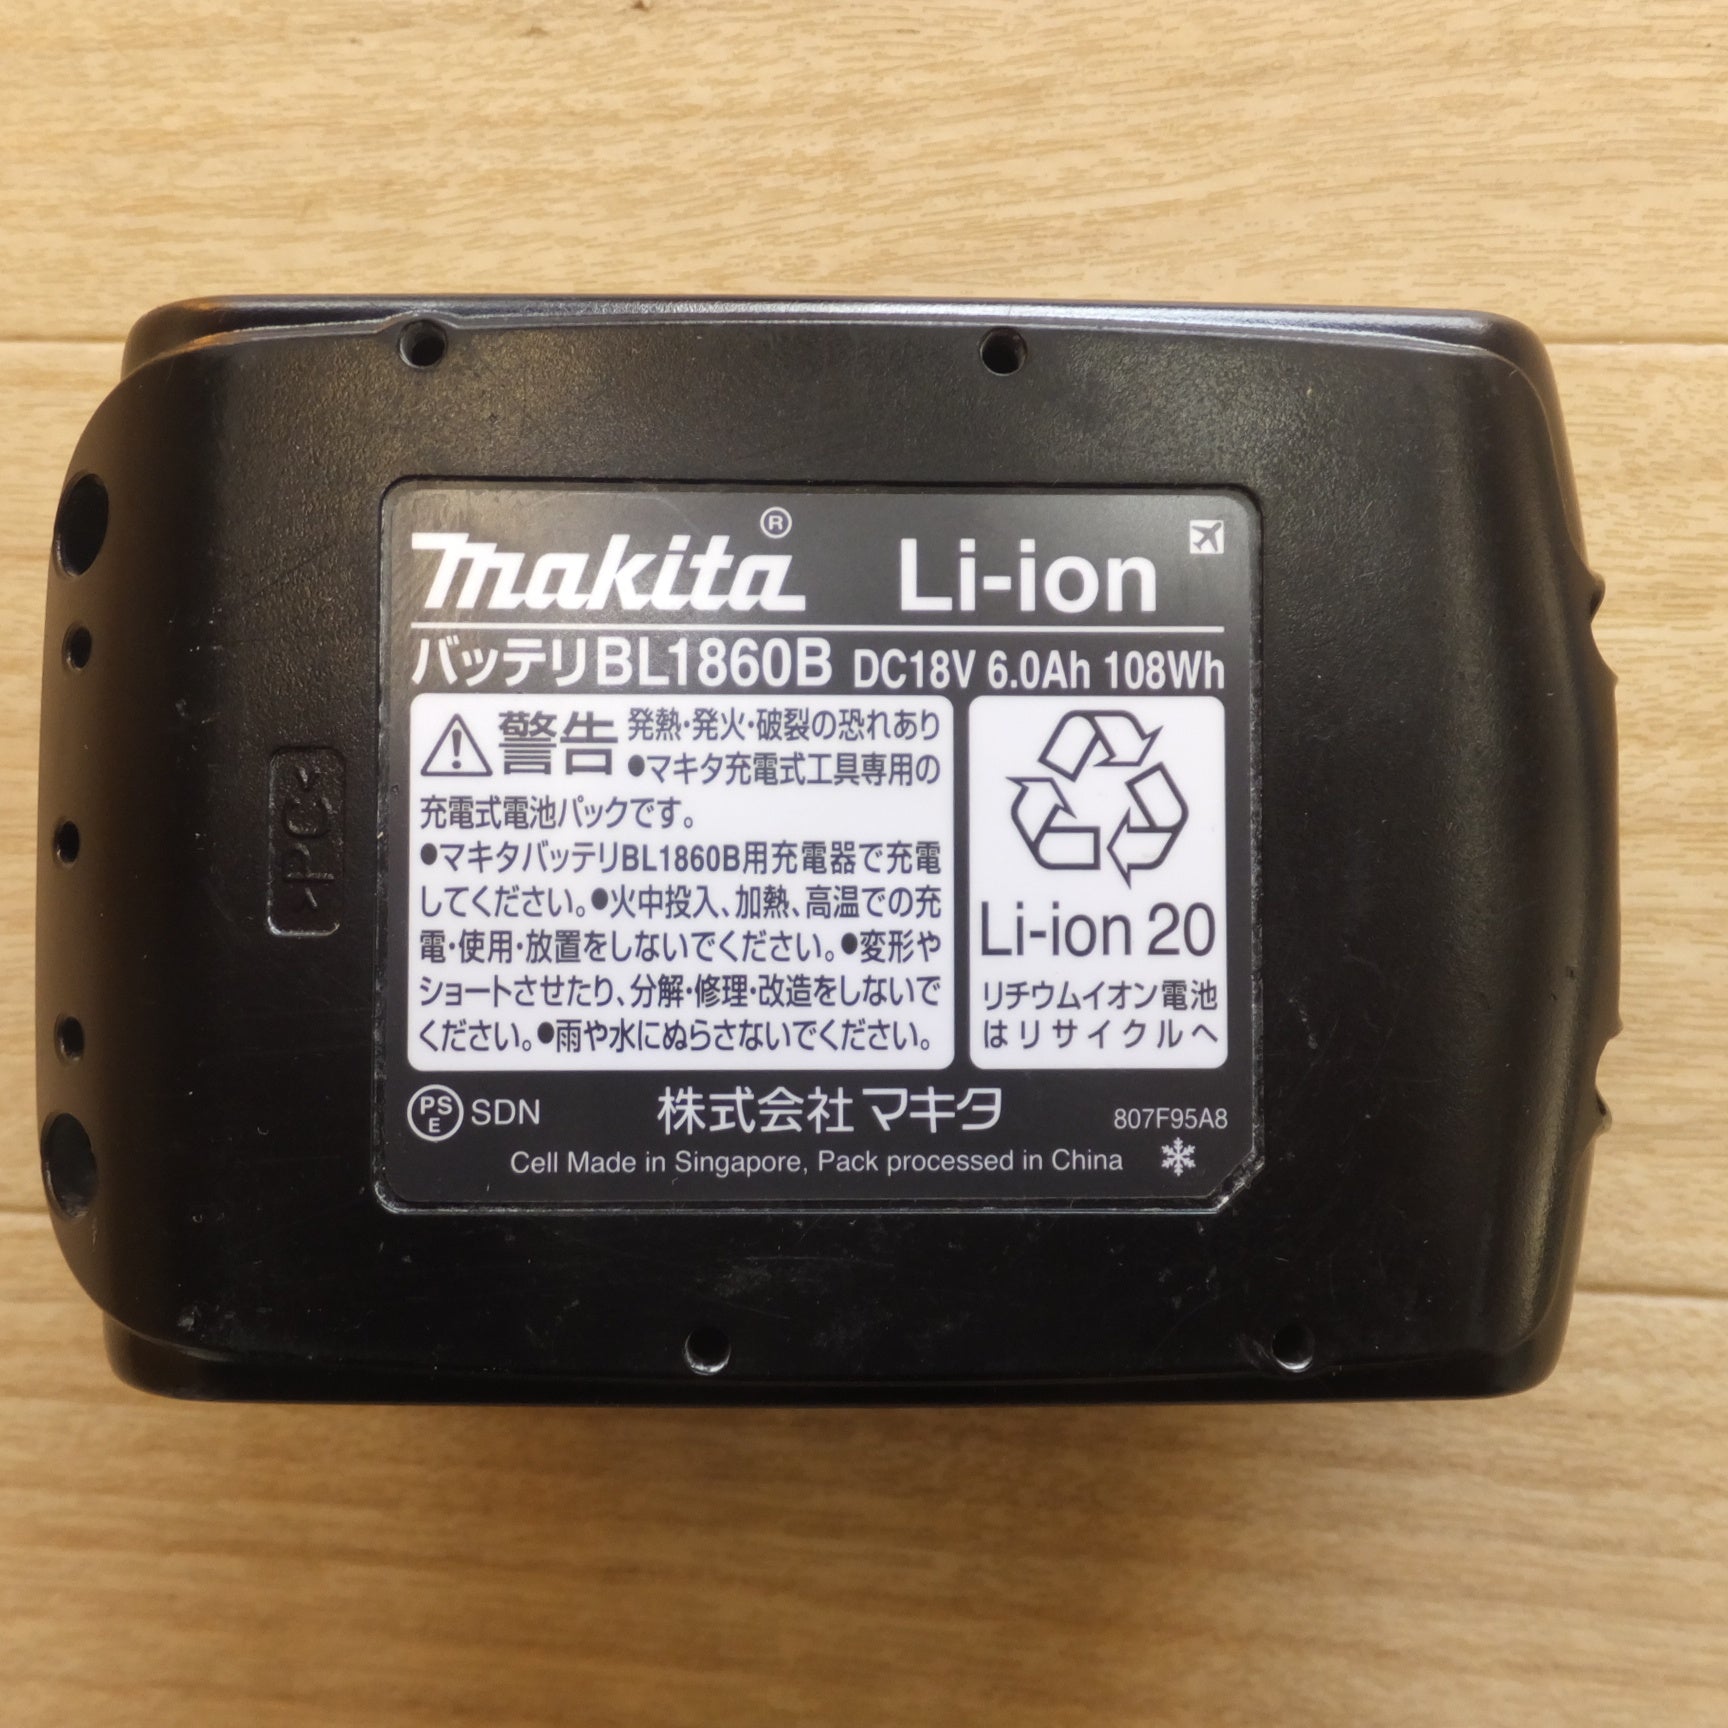 makita® Li-ion
バッテリBL1860B DC18V 6.0Ah 108Wh
警告 発熱・発火・破裂の恐れあり
●マキタ充電式工具専用の
充電式電池パックです。
●マキタバッテリBL1860B用充電器で充電
してください。●火中投入、加熱、高温での充
電・使用・放置をしないでください。●変形や
ショートさせたり、分解・修理・改造をしないで
ください。●雨や水にぬらさないでください。
Li-ion 20
リチウムイオン電池
はリサイクルへ
PSE SDN 株式会社マキタ 807F95A8
Cell Made in Singapore, Pack processed in China